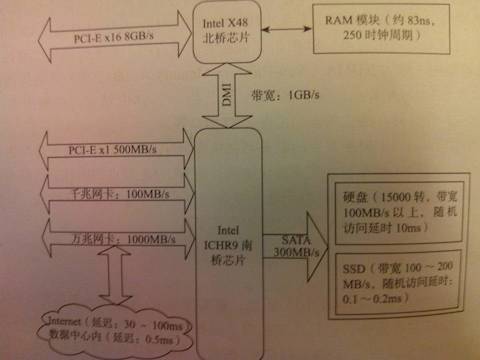 PCI-E x16 8GB/s
Intel X48
北桥芯片
RAM 模块（约 83ns,
250 时钟周期）
DMI
带宽：1GB/s
PCI-E x1 500MB/s
千兆网卡：100MB/s
万兆网卡：1000MB/s
Intel
ICHR9 南
桥芯片
SATA
300MB/s
硬盘（15000 转，带宽
100MB/s 以上，随机
访问延时 10ms）
SSD（带宽 100～200
MB/s，随机访问延时：
0.1～0.2ms）
Internet（延迟：30～100ms）
数据中心内（延迟：0.5ms）